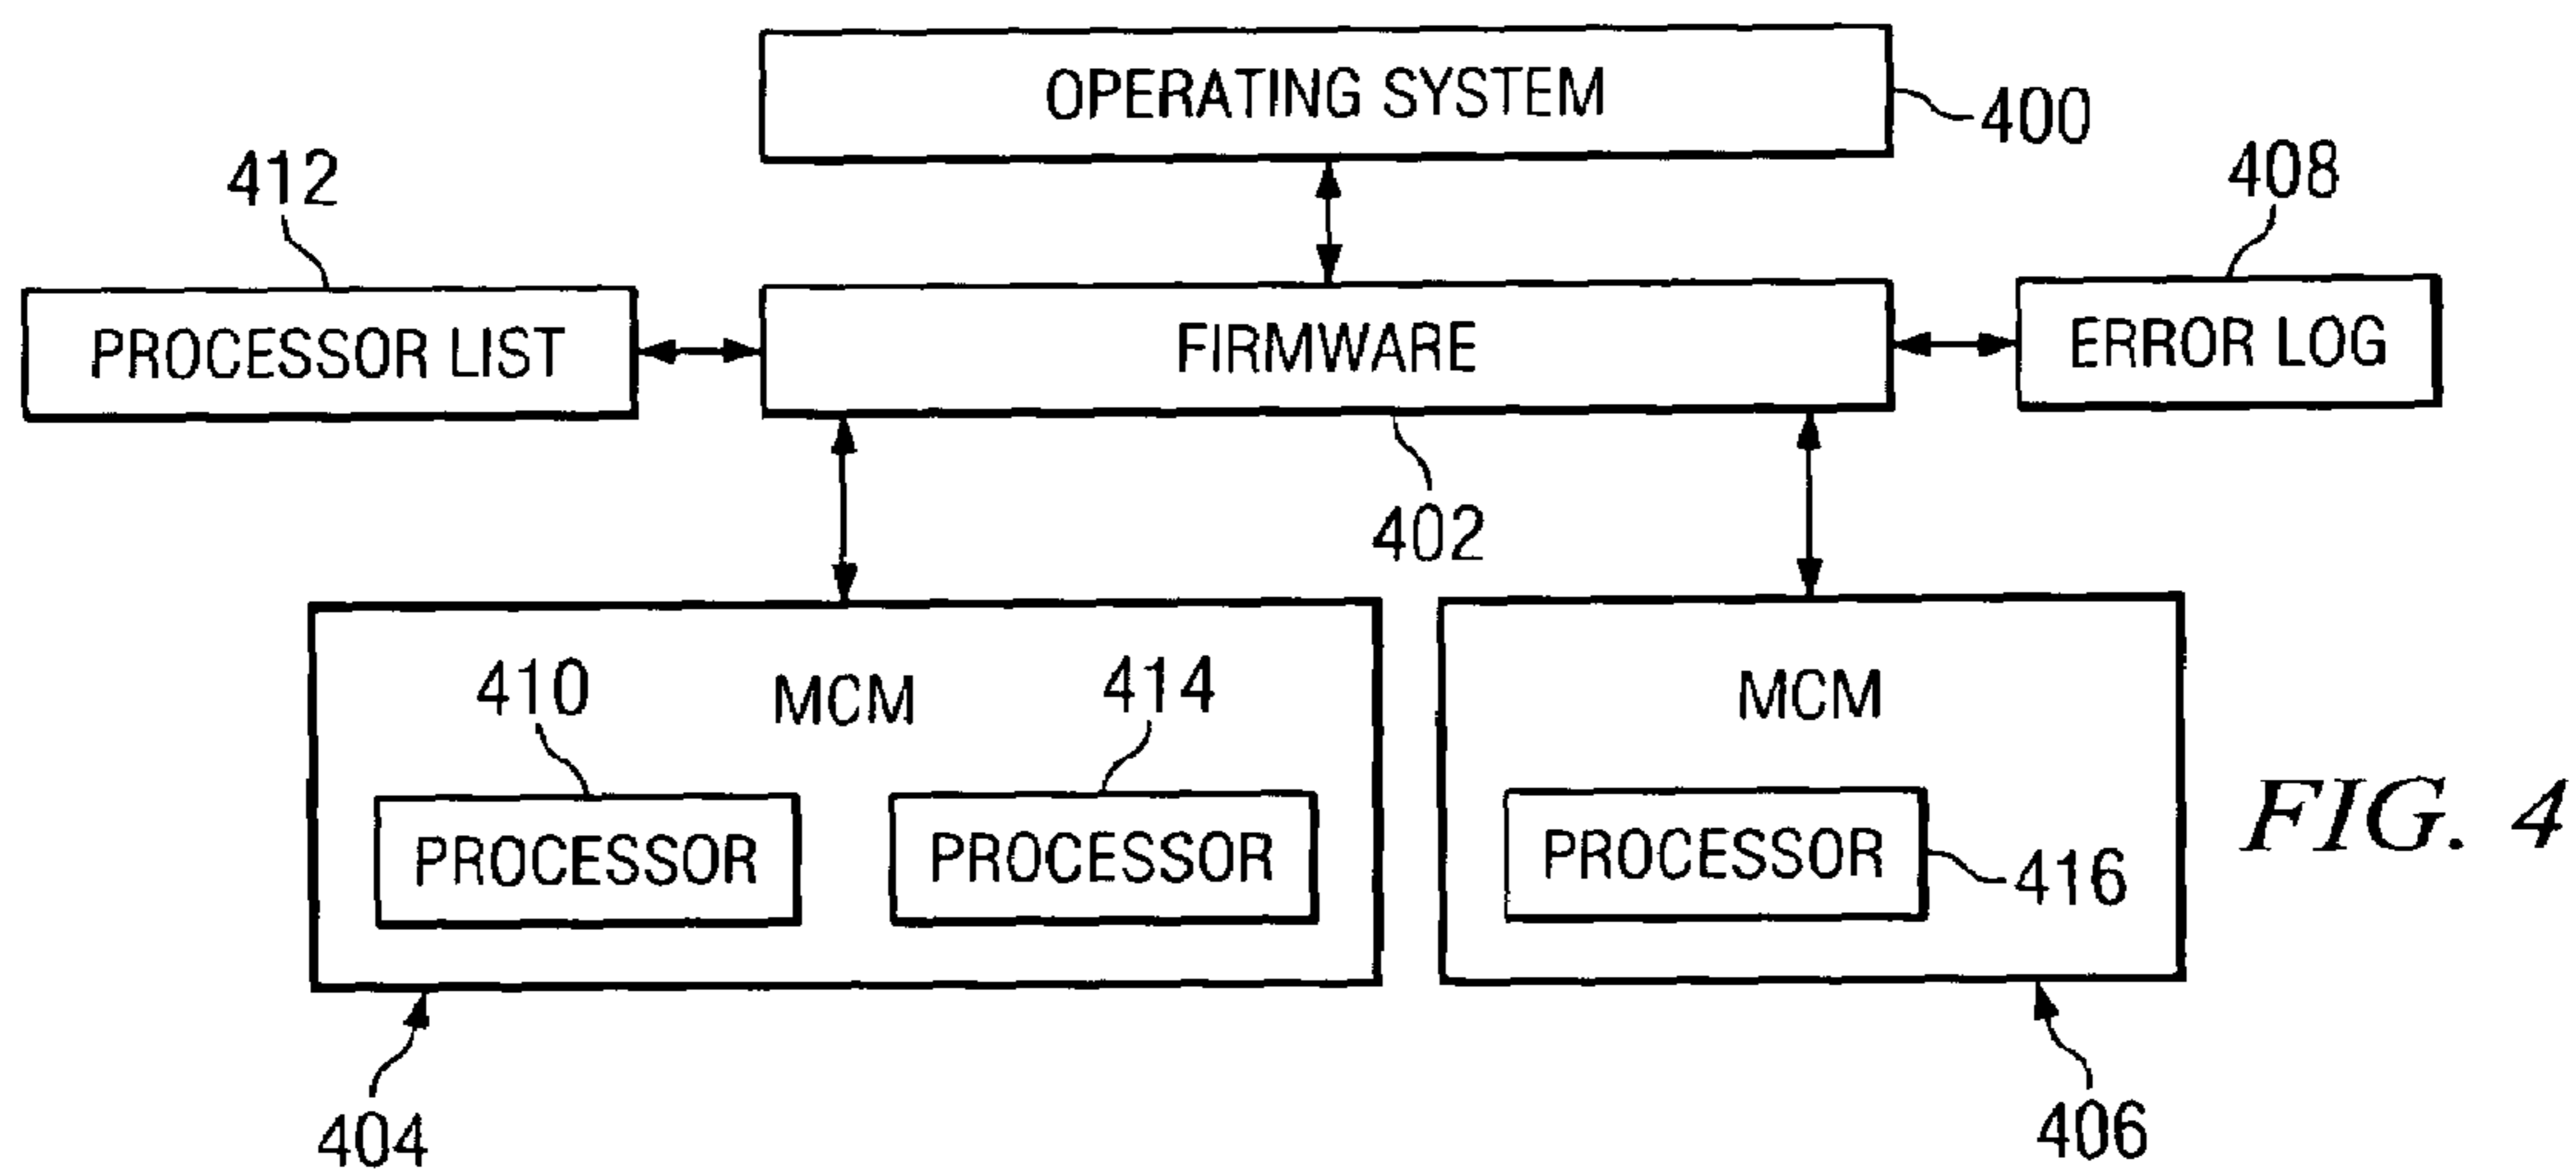 OPERATING SYSTEM
400
412
408
PROCESSOR LIST
FIRMWARE
ERROR LOG
402
MCM
410
414
PROCESSOR
PROCESSOR
MCM
PROCESSOR
416
404
406
FIG. 4